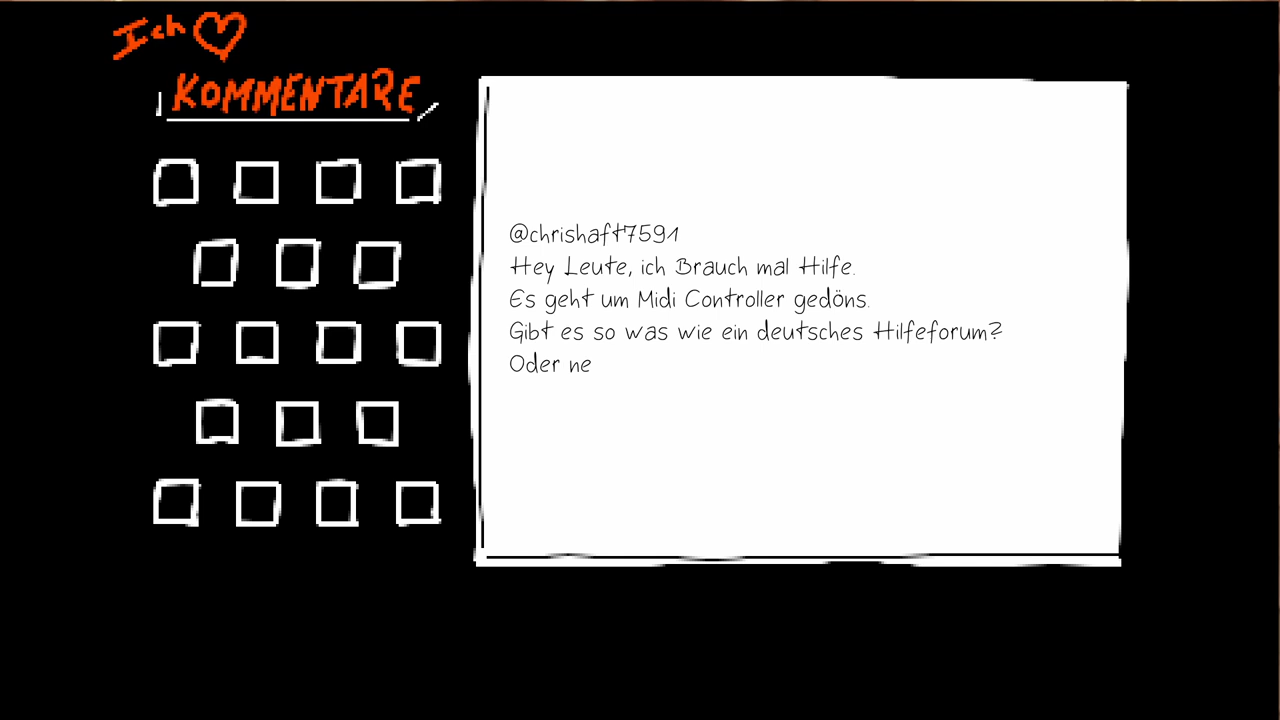 Ich
KOMMENTARE
@chrishaft7591
Hey Leute, ich Brauch mal Hilfe.
Es geht um Midi Controller gedöns.
Gibt es so was wie ein deutsches Hilfeforum?
Oder ne